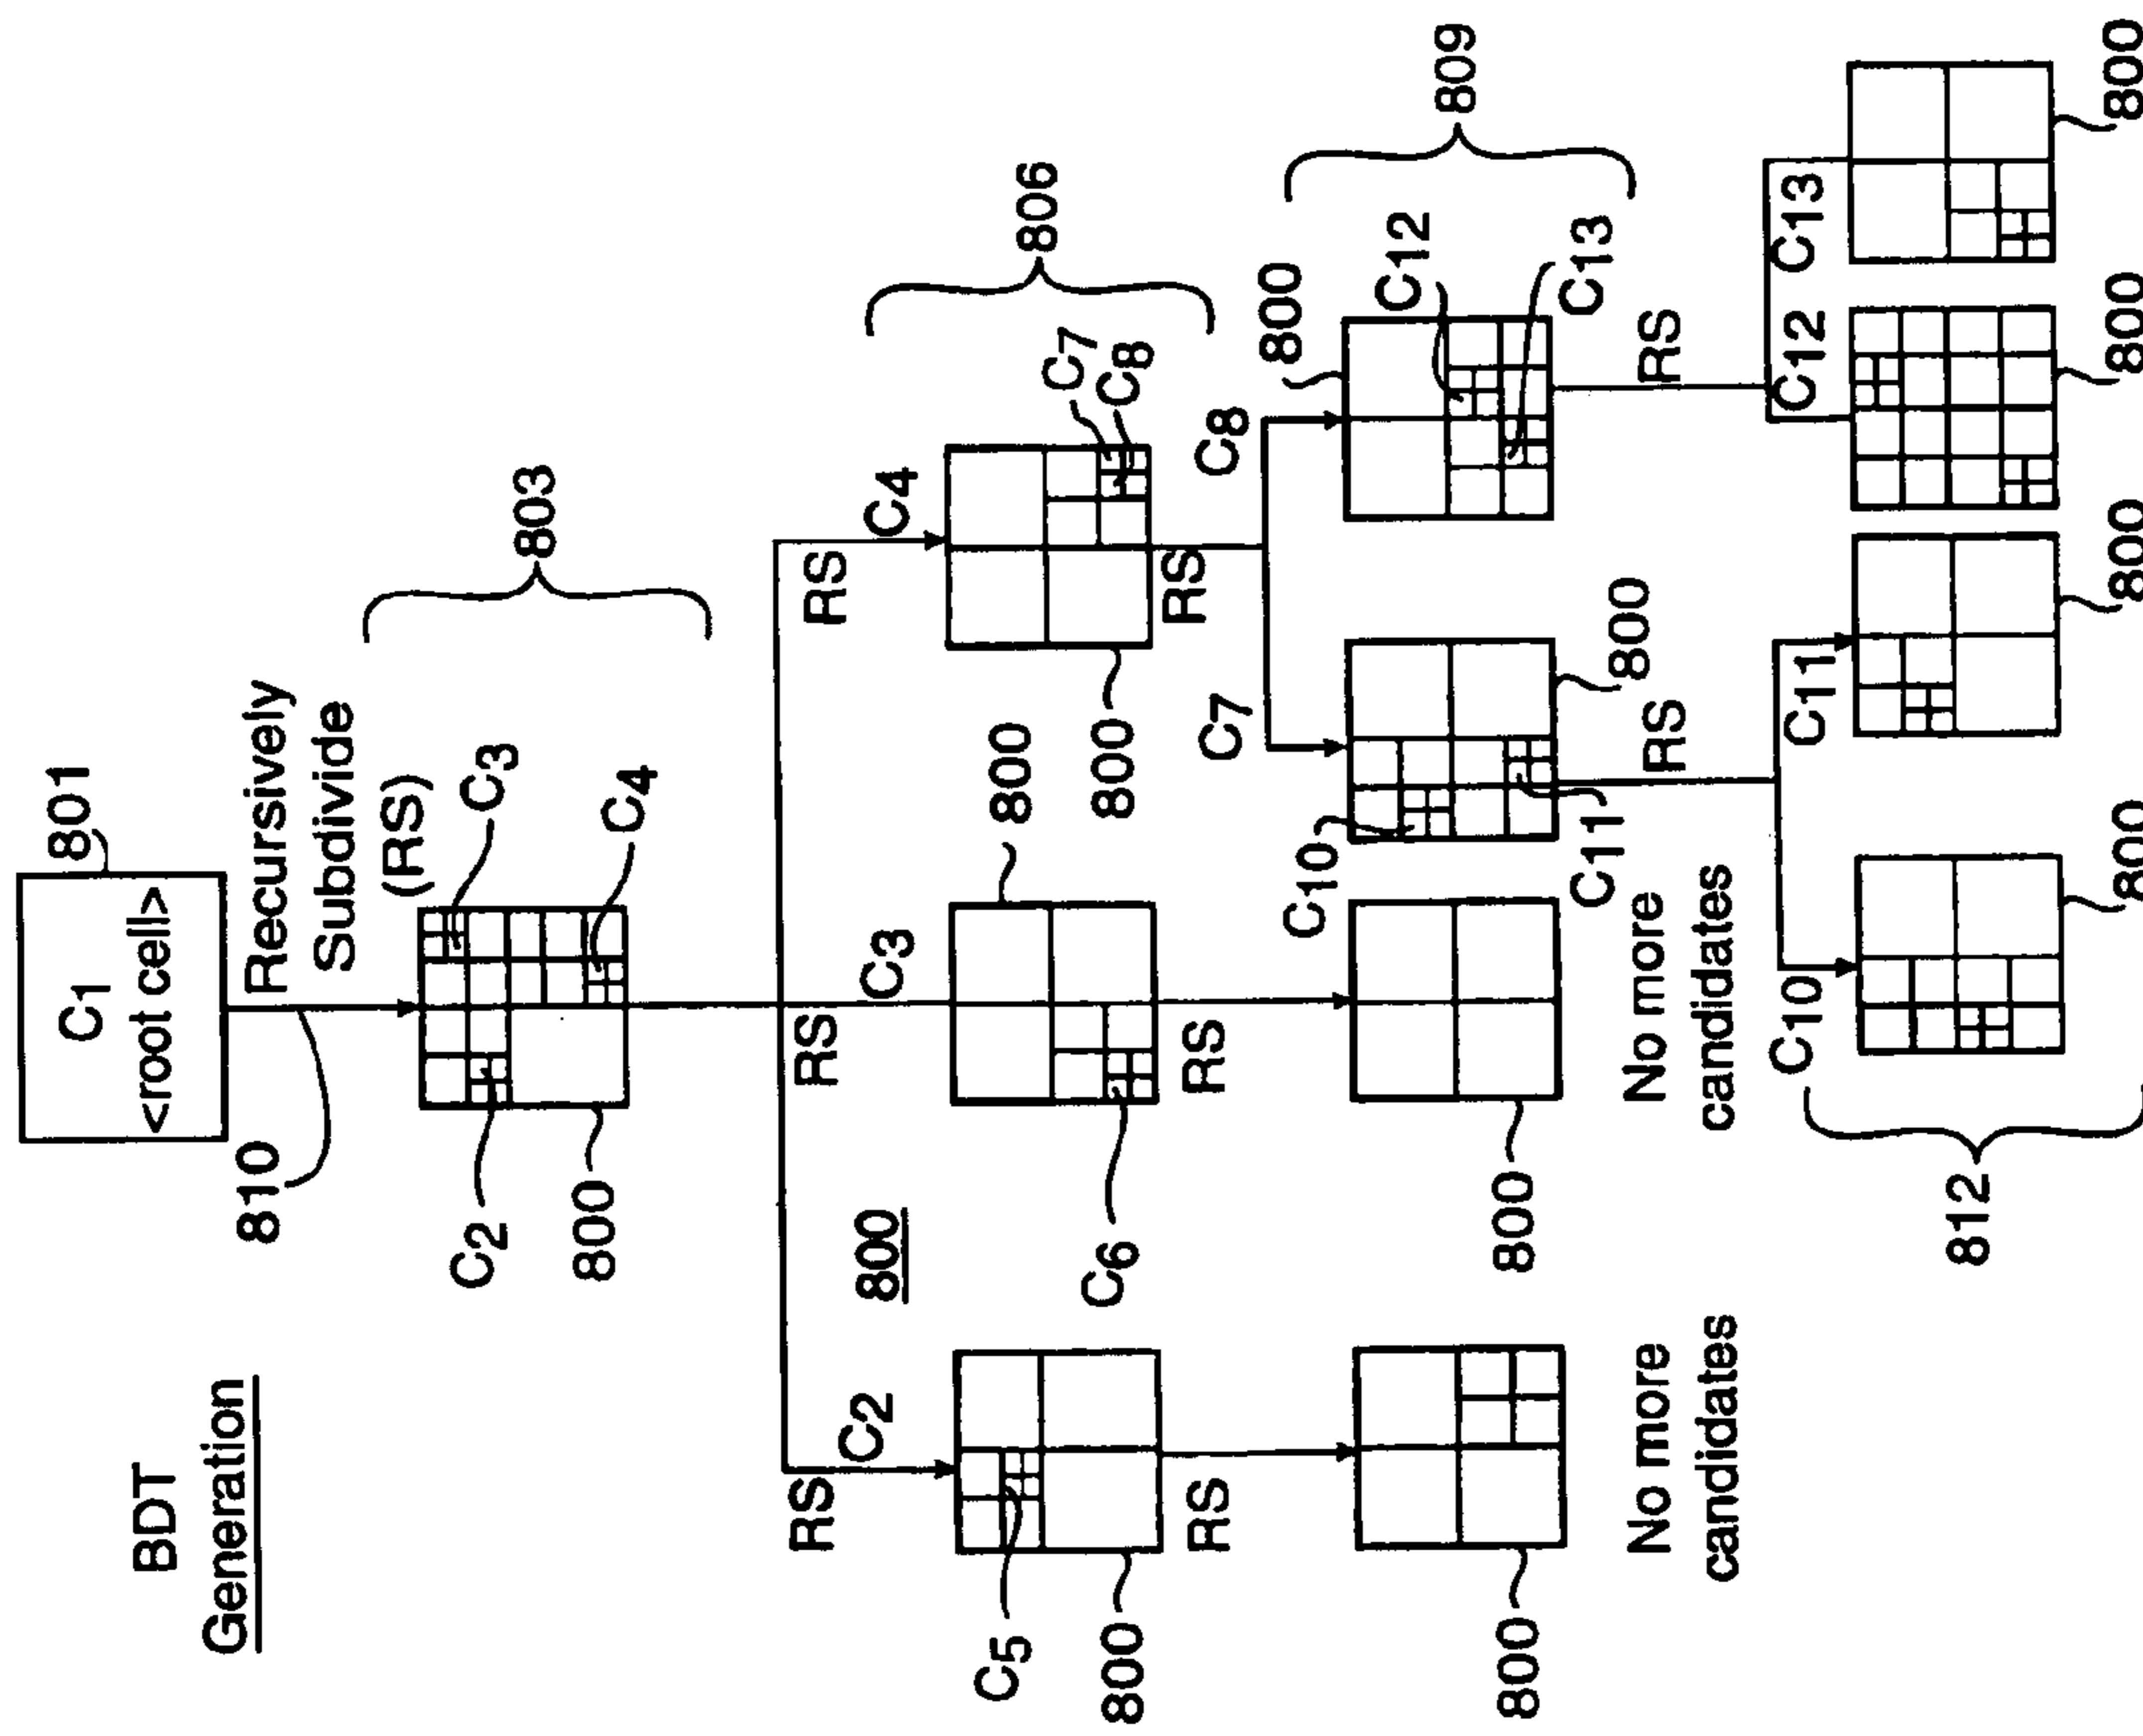 BDT
Generation
C1
<root cell>
801
810
Recursively
Subdivide
(RS)
803
C2
C3
C4
800
RS
C2
RS
C3
RS
C4
806
800
C5
800
RS
C6
800
RS
C7
C8
800
RS
C7
C8
809
800
No more
candidates
800
No more
candidates
C10
C11
800
RS
800
C12
C13
RS
C10
C11
C12
C13
812
800
800
800
800